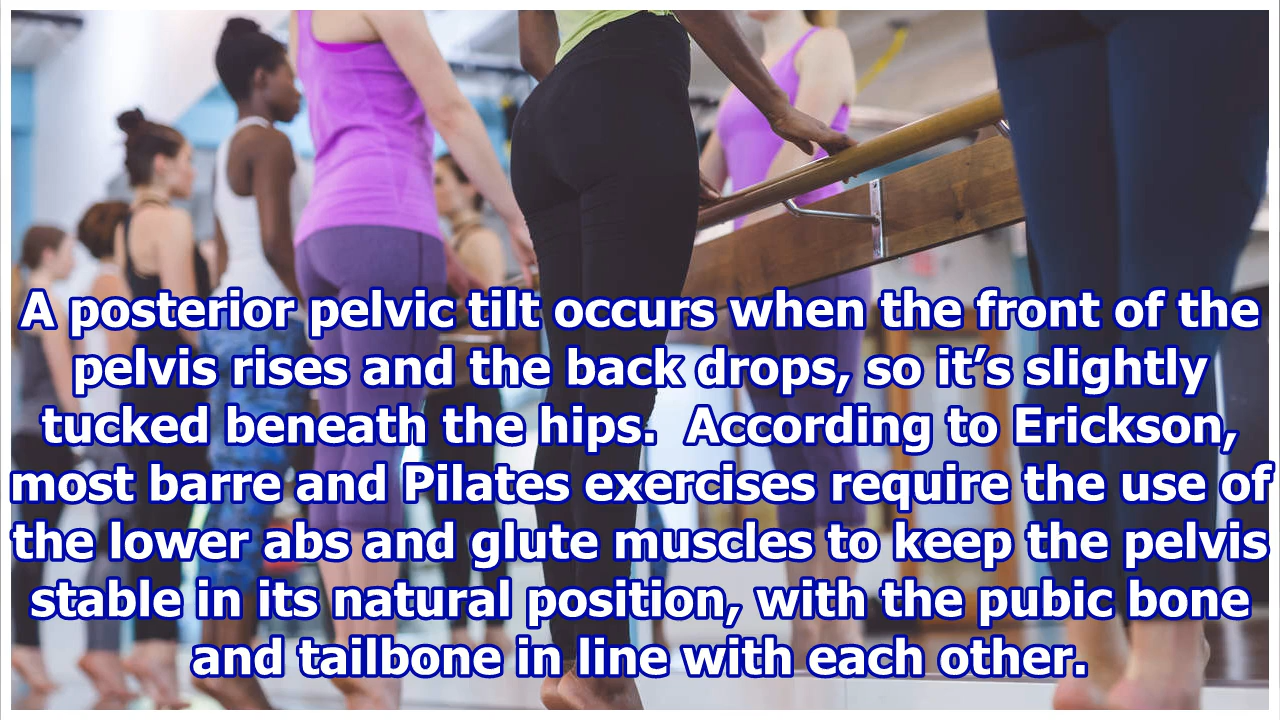 A posterior pelvic tilt occurs when the front of the
pelvis rises and the back drops, so it’s slightly
tucked beneath the hips.  According to Erickson,
most barre and Pilates exercises require the use of
the lower abs and glute muscles to keep the pelvis
stable in its natural position, with the pubic bone
and tailbone in line with each other.